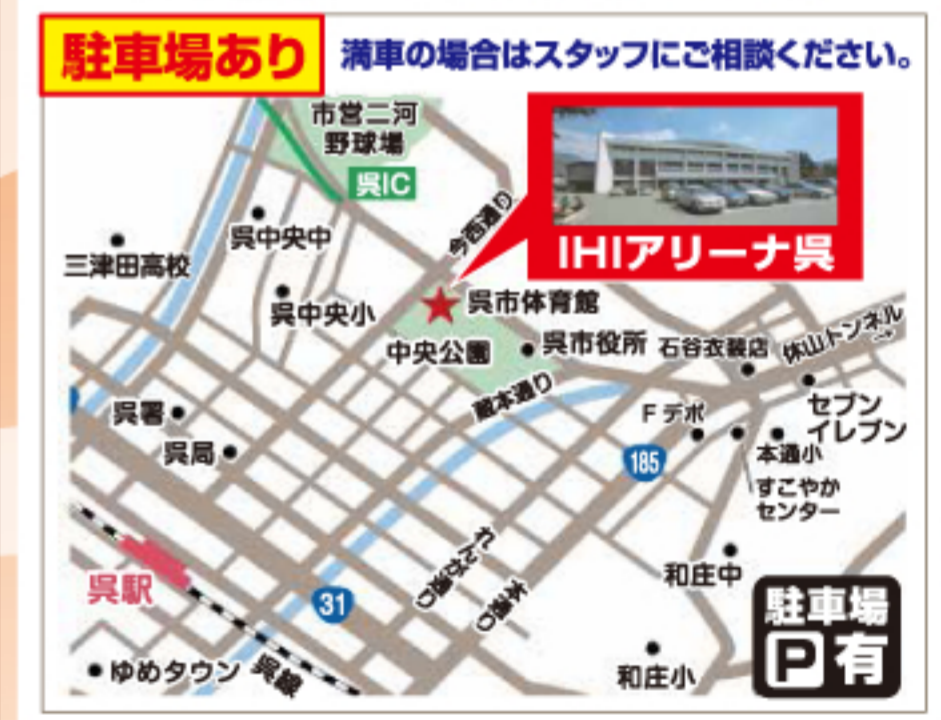 駐車場あり
満車の場合はスタッフにご相談ください。
市営二河
野球場
呉IC
今西通り
IHIアリーナ呉
呉中央中
三津田高校
呉中央小
呉市体育館
中央公園
呉市役所
石谷衣裳店
休山トンネル
蔵本通り
セブン
イレブン
Fデポ
呉署
呉局
185
本通小
すこやか
センター
れんが通り
本通り
和庄中
呉駅
31
駐車場
P有
ゆめタウン
呉線
和庄小